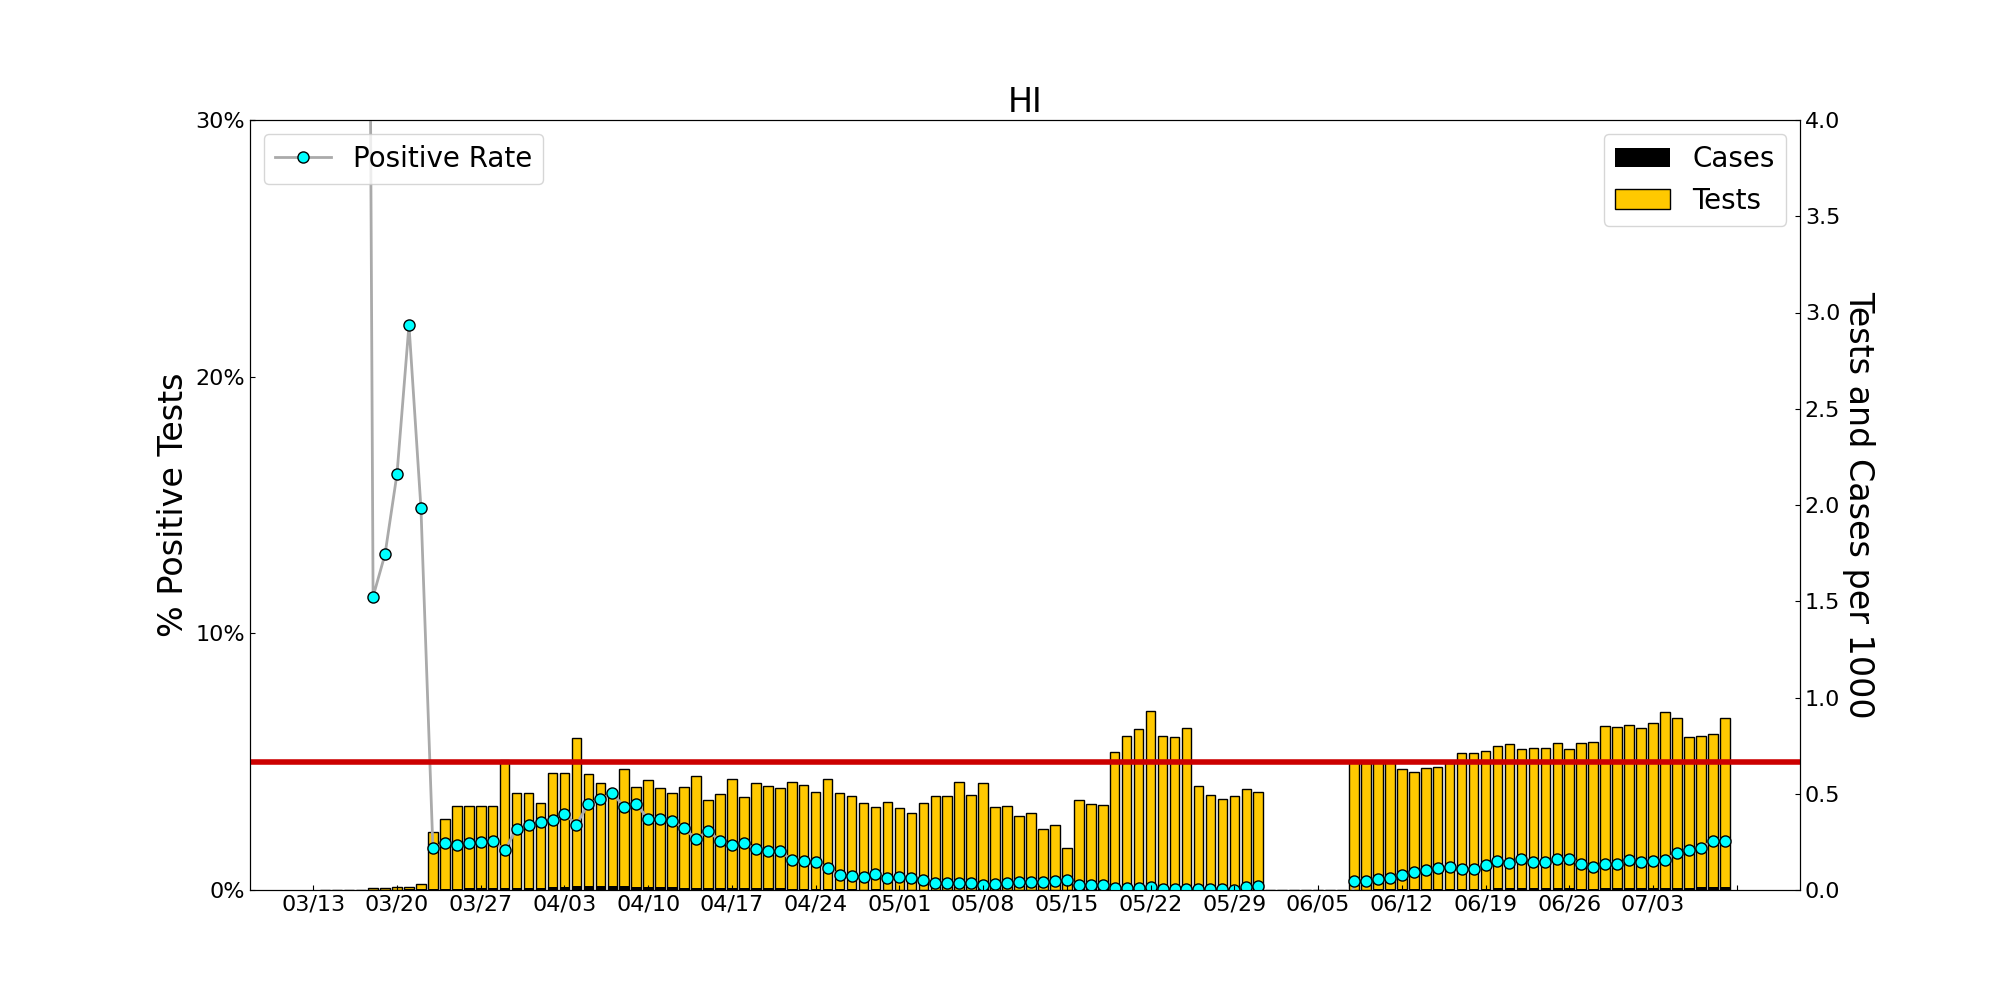 HI
Positive Rate
Cases
Tests
30%
20%
10%
0%
% Positive Tests
4.0
3.5
3.0
2.5
2.0
1.5
1.0
0.5
0.0
Tests and Cases per 1000
03/13 03/20 03/27 04/03 04/10 04/17 04/24 05/01 05/08 05/15 05/22 05/29 06/05 06/12 06/19 06/26 07/03